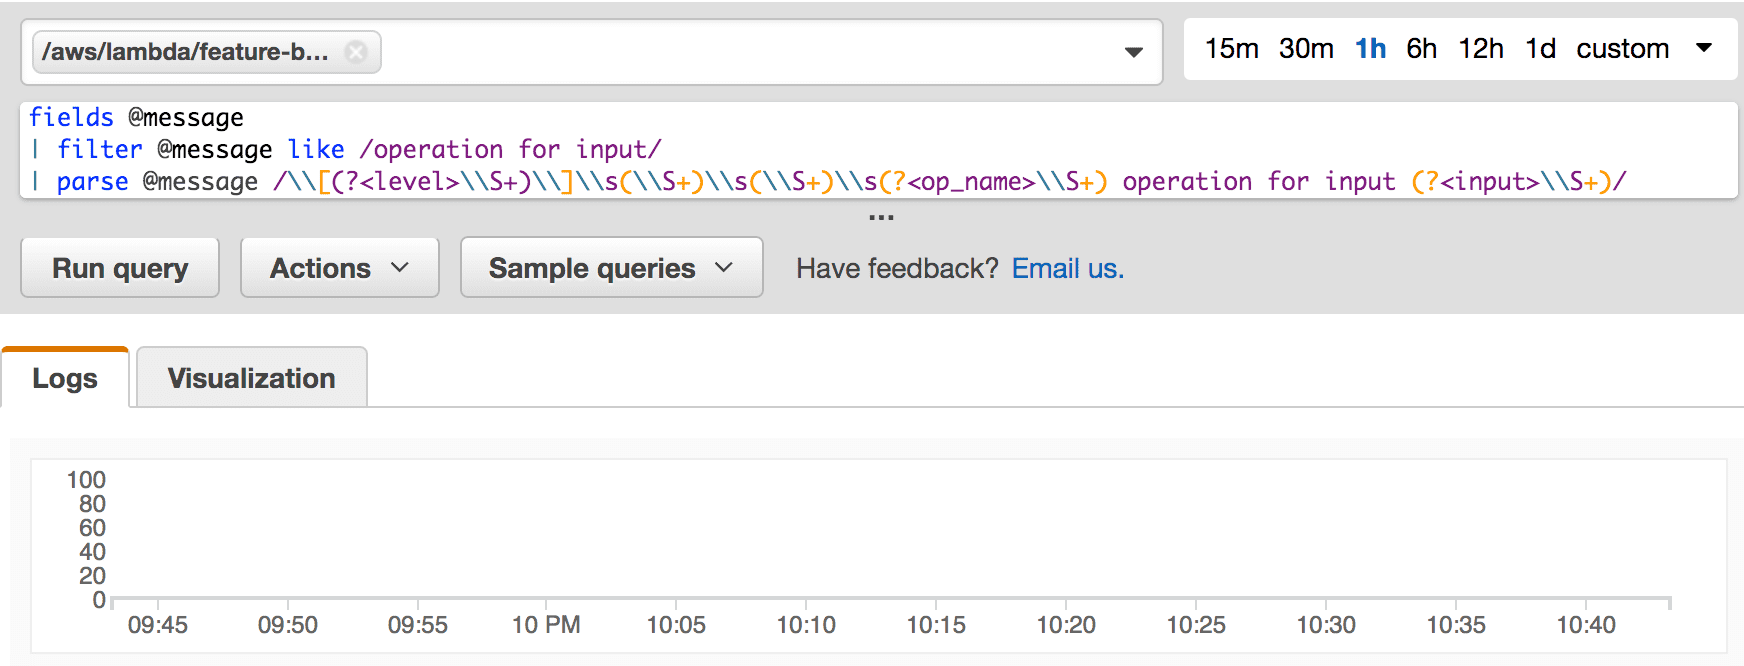 /aws/lambda/feature-b...
15m 30m 1h 6h 12h 1d custom
fields @message
| filter @message like /operation for input/
| parse @message /\\[(?<level>\\S+)\\]\\s(\\S+)\\s(\\S+)\\s(?<op_name>\\S+) operation for input (?<input>\\S+)/
...
Run query Actions Sample queries Have feedback? Email us.
Logs Visualization
100
80
60
40
20
0
09:45 09:50 09:55 10 PM 10:05 10:10 10:15 10:20 10:25 10:30 10:35 10:40